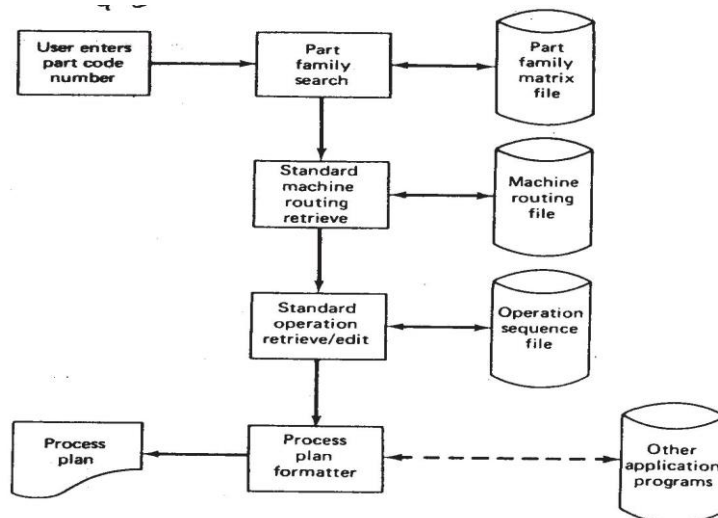 User enters
part code
number
Part
family
search
Part
family
matrix
file
Standard
machine
routing
retrieve
Machine
routing
file
Standard
operation
retrieve/edit
Operation
sequence
file
Process
plan
Process
plan
formatter
Other
application
programs